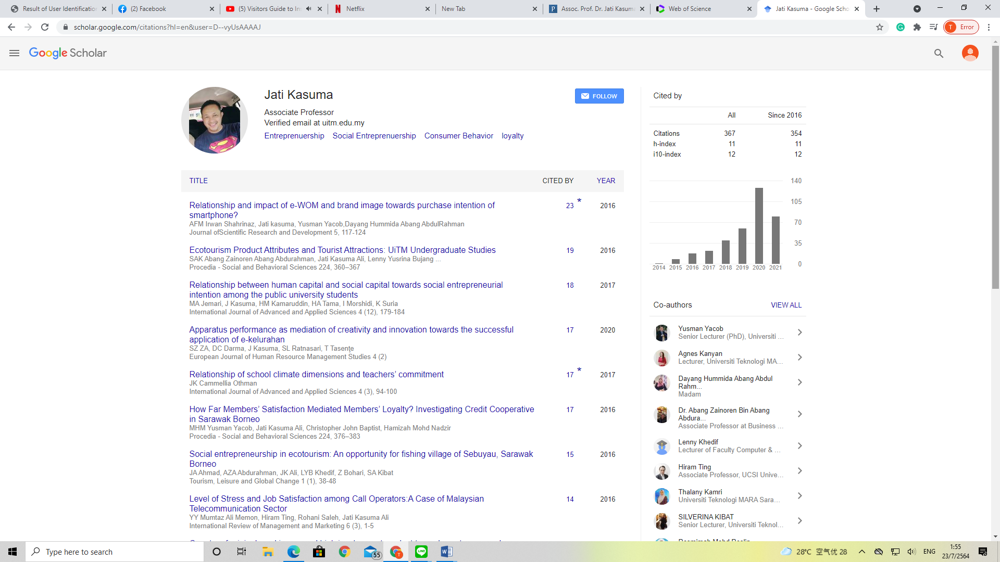 Result of User Identification
(2) Facebook
(5) Visitors Guide to Ins
Netflix
New Tab
Assoc. Prof. Dr. Jati Kasuma
Web of Science
Jati Kasuma - Google Scho
scholar.google.com/citations?hl=en&user=D--vyUsAAAAJ
T Error
Google Scholar
Jati Kasuma
FOLLOW
Associate Professor
Verified email at uitm.edu.my
Entreprenuership Social Entreprenuership Consumer Behavior loyalty
TITLE CITED BY YEAR
Relationship and impact of e-WOM and brand image towards purchase intention of 23 * 2016
smartphone?
AFM Irwan Shahrinaz, Jati kasuma, Yusman Yacob,Dayang Hummida Abang AbdulRahman
Journal ofScientific Research and Development 5, 117-124
Ecotourism Product Attributes and Tourist Attractions: UiTM Undergraduate Studies 19 2016
SAK Abang Zainoren Abang Abdurahman, Jati Kasuma Ali, Lenny Yusrina Bujang ...
Procedia - Social and Behavioral Sciences 224, 360–367
Relationship between human capital and social capital towards social entrepreneurial 18 2017
intention among the public university students
MA Jemari, J Kasuma, HM Kamaruddin, HA Tama, I Morshidi, K Suria
International Journal of Advanced and Applied Sciences 4 (12), 179-184
Apparatus performance as mediation of creativity and innovation towards the successful 17 2020
application of e-kelurahan
SZ ZA, DC Darma, J Kasuma, SL Ratnasari, T Tasenţe
European Journal of Human Resource Management Studies 4 (2)
Relationship of school climate dimensions and teachers’ commitment 17 * 2017
JK Cammellia Othman
International Journal of Advanced and Applied Sciences 4 (3), 94-100
How Far Members’ Satisfaction Mediated Members’ Loyalty? Investigating Credit Cooperative 17 2016
in Sarawak Borneo
MHM Yusman Yacob, Jati Kasuma Ali, Christopher John Baptist, Hamizah Mohd Nadzir
Procedia - Social and Behavioral Sciences 224, 376–383
Social entrepreneurship in ecotourism: An opportunity for fishing village of Sebuyau, Sarawak 15 2016
Borneo
JA Ahmad, AZA Abdurahman, JK Ali, LYB Khedif, Z Bohari, SA Kibat
Tourism, Leisure and Global Change 1 (1), 38-48
Level of Stress and Job Satisfaction among Call Operators:A Case of Malaysian 14 2016
Telecommunication Sector
YY Mumtaz Ali Memon, Hiram Ting, Rohani Saleh, Jati Kasuma Ali
International Review of Management and Marketing 6 (3), 1-5
Cited by
All Since 2016
Citations 367 354
h-index 11 11
i10-index 12 12
140
105
70
35
0
2014 2015 2016 2017 2018 2019 2020 2021
Co-authors VIEW ALL
Yusman Yacob
Senior Lecturer (PhD), Universiti ...
Agnes Kanyan
Lecturer, Universiti Teknologi MA...
Dayang Hummida Abang Abdul
Rahm...
Madam
Dr. Abang Zainoren Bin Abang
Abdura...
Associate Professor at Business ...
Lenny Khedif
Lecturer of Faculty Computer & ...
Hiram Ting
Associate Professor, UCSI Unive...
Thalany Kamri
Universiti Teknologi MARA Sara...
SILVERINA KIBAT
Senior Lecturer, Universiti Teknol...
Type here to search
55
T
LINE
28°C 空气优 28
ENG
1:55
23/7/2564